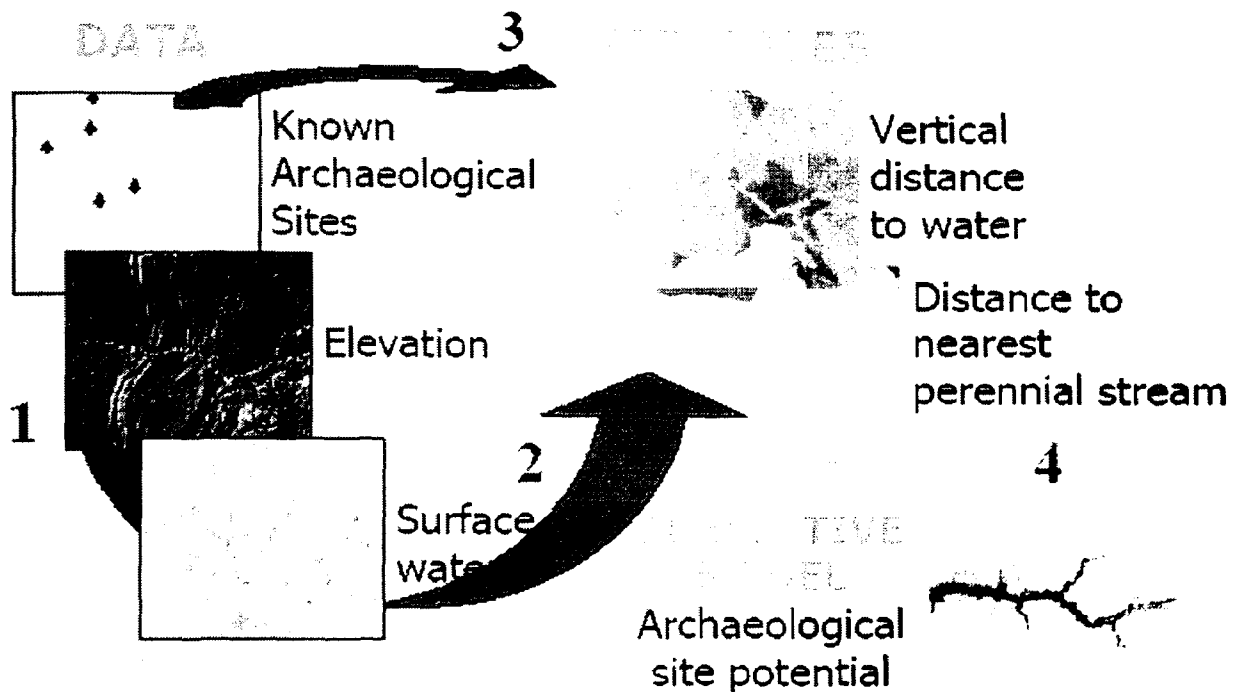 DATA
3
Known
Archaeological
Sites
Vertical
distance
to water
Elevation
Distance to
nearest
perennial stream
1
2
4
Surface
Archaeological
site potential